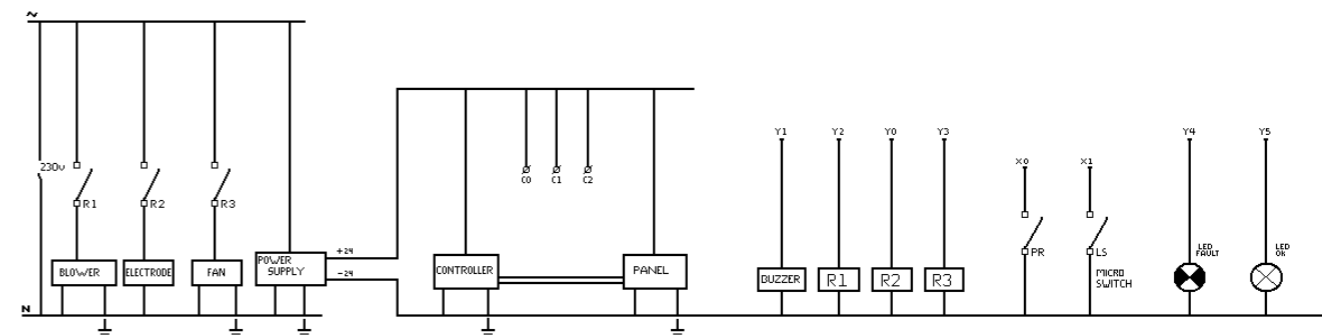 ~
230v
R1
R2
R3
BLOWER
ELECTRODE
FAN
POWER
SUPPLY
+24
-24
N
C0
C1
C2
CONTROLLER
PANEL
Y1
Y2
Y0
Y3
BUZZER
R1
R2
R3
X0
X1
PR
LS
MICRO
SWITCH
Y4
Y5
LED
FAULT
LED
OK